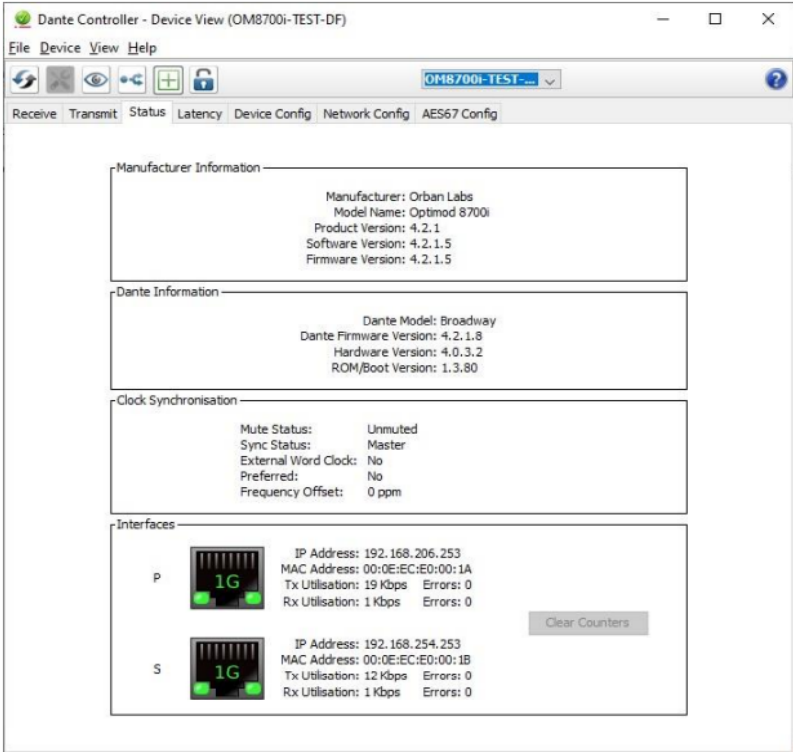 Dante Controller - Device View (OM8700i-TEST-DF)
File Device View Help
OM8700i-TEST-...
Receive Transmit Status Latency Device Config Network Config AES67 Config
Manufacturer Information
Manufacturer: Orban Labs
Model Name: Optimod 8700i
Product Version: 4.2.1
Software Version: 4.2.1.5
Firmware Version: 4.2.1.5
Dante Information
Dante Model: Broadway
Dante Firmware Version: 4.2.1.8
Hardware Version: 4.0.3.2
ROM/Boot Version: 1.3.80
Clock Synchronisation
Mute Status: Unmuted
Sync Status: Master
External Word Clock: No
Preferred: No
Frequency Offset: 0 ppm
Interfaces
P
1G
IP Address: 192.168.206.253
MAC Address: 00:0E:EC:E0:00:1A
Tx Utilisation: 19 Kbps Errors: 0
Rx Utilisation: 1 Kbps Errors: 0
Clear Counters
S
1G
IP Address: 192.168.254.253
MAC Address: 00:0E:EC:E0:00:1B
Tx Utilisation: 12 Kbps Errors: 0
Rx Utilisation: 1 Kbps Errors: 0